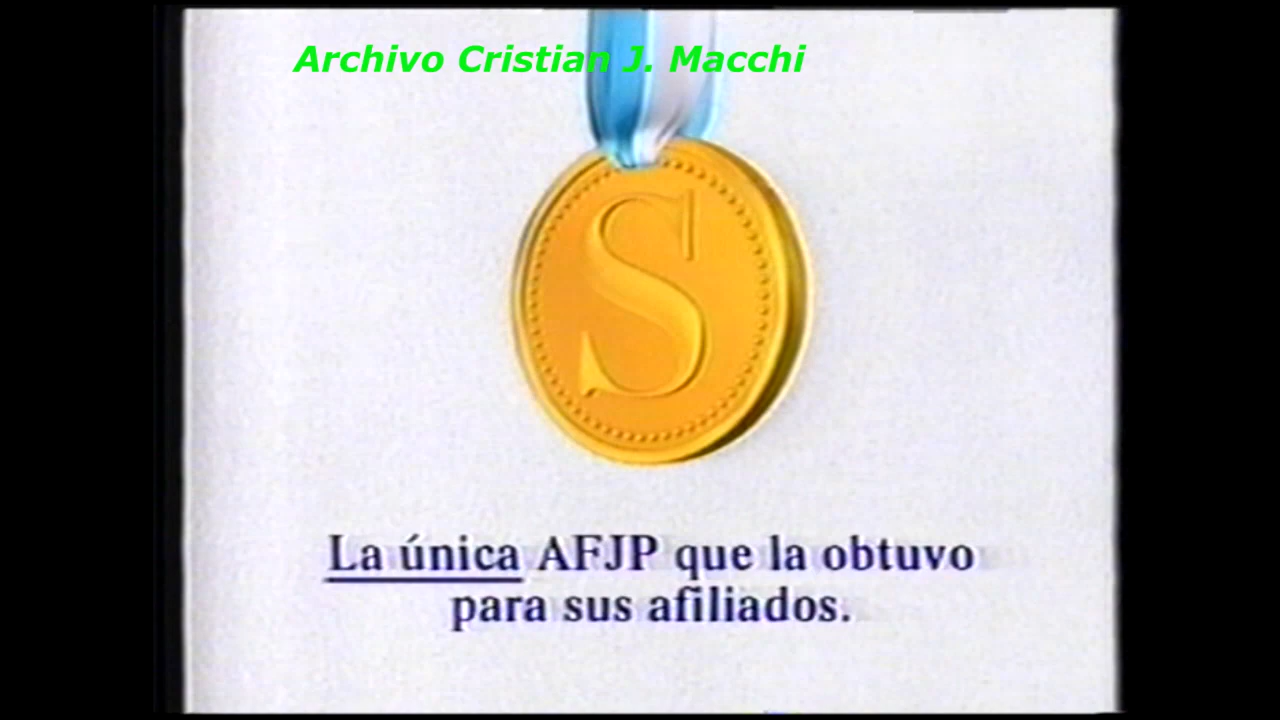 Archivo Cristian J. Macchi
S
La única AFJP que la obtuvo
para sus afiliados.